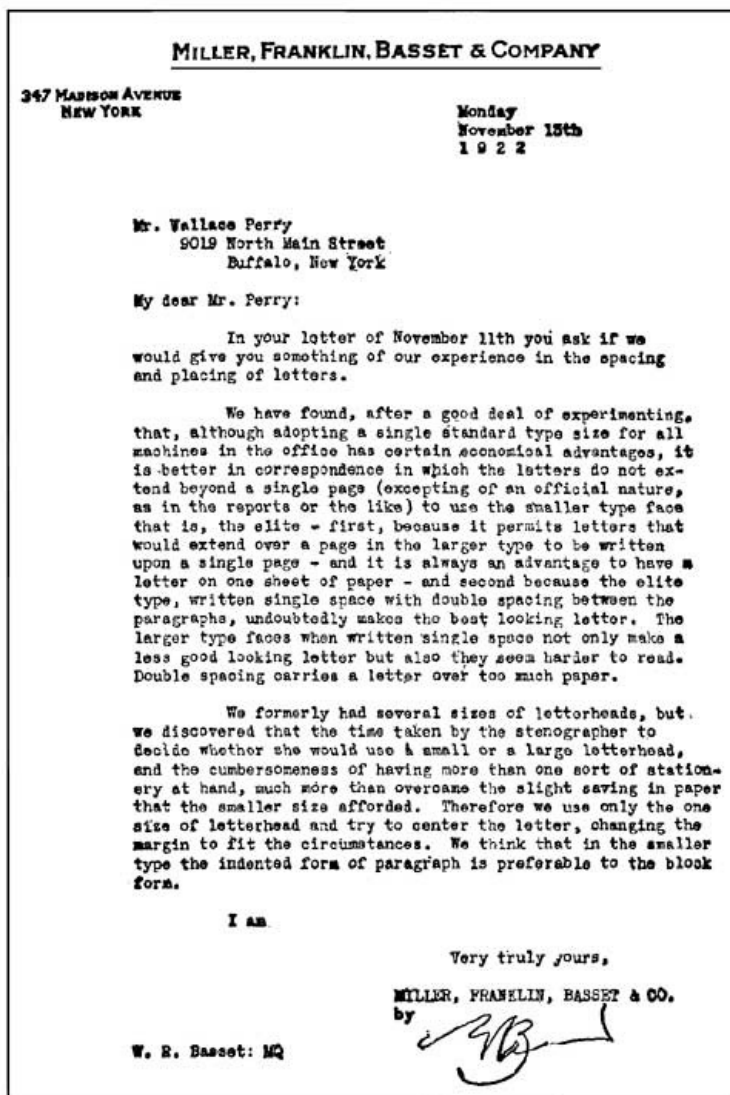 MILLER, FRANKLIN, BASSET & COMPANY
347 MADISON AVENUE
NEW YORK
Monday
November 13th
1 9 2 2
Mr. Wallace Perry
9019 North Main Street
Buffalo, New York
My dear Mr. Perry:
In your letter of November 11th you ask if we
would give you something of our experience in the spacing
and placing of letters.
We have found, after a good deal of experimenting,
that, although adopting a single standard type size for all
machines in the office has certain economical advantages, it
is better in correspondence in which the letters do not ex-
tend beyond a single page (excepting of an official nature,
as in the reports or the like) to use the smaller type face
that is, the elite - first, because it permits letters that
would extend over a page in the larger type to be written
upon a single page - and it is always an advantage to have a
letter on one sheet of paper - and second because the elite
type, written single space with double spacing between the
paragraphs, undoubtedly makes the best looking letter. The
larger type faces when written single space not only make a
less good looking letter but also they seem harder to read.
Double spacing carries a letter over too much paper.
We formerly had several sizes of letterheads, but
we discovered that the time taken by the stenographer to
decide whether she would use a small or a large letterhead,
and the cumbersomeness of having more than one sort of station-
ery at hand, much more than overcame the slight saving in paper
that the smaller size afforded. Therefore we use only the one
size of letterhead and try to center the letter, changing the
margin to fit the circumstances. We think that in the smaller
type the indented form of paragraph is preferable to the block
form.
I am
Very truly yours,
MILLER, FRANKLIN, BASSET & CO.
by
W. R. Basset: MQ